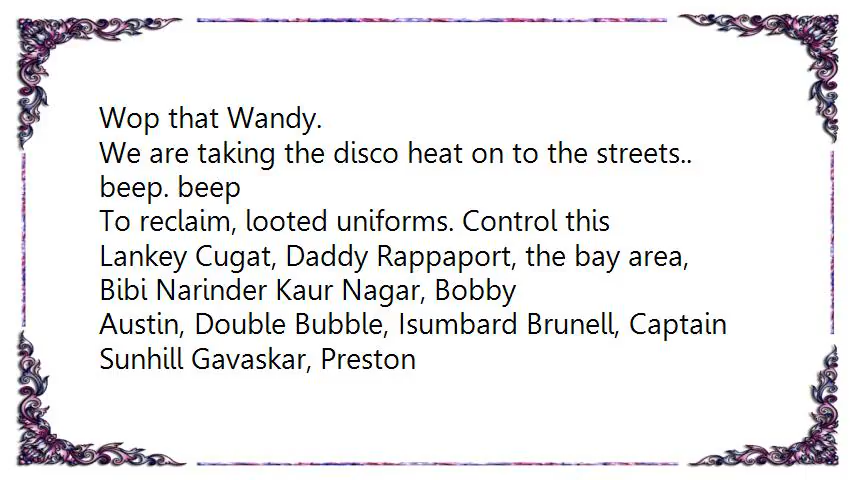 Wop that Wandy.
We are taking the disco heat on to the streets..
beep. beep
To reclaim, looted uniforms. Control this
Lankey Cugat, Daddy Rappaport, the bay area,
Bibi Narinder Kaur Nagar, Bobby
Austin, Double Bubble, Isumbard Brunell, Captain
Sunhill Gavaskar, Preston